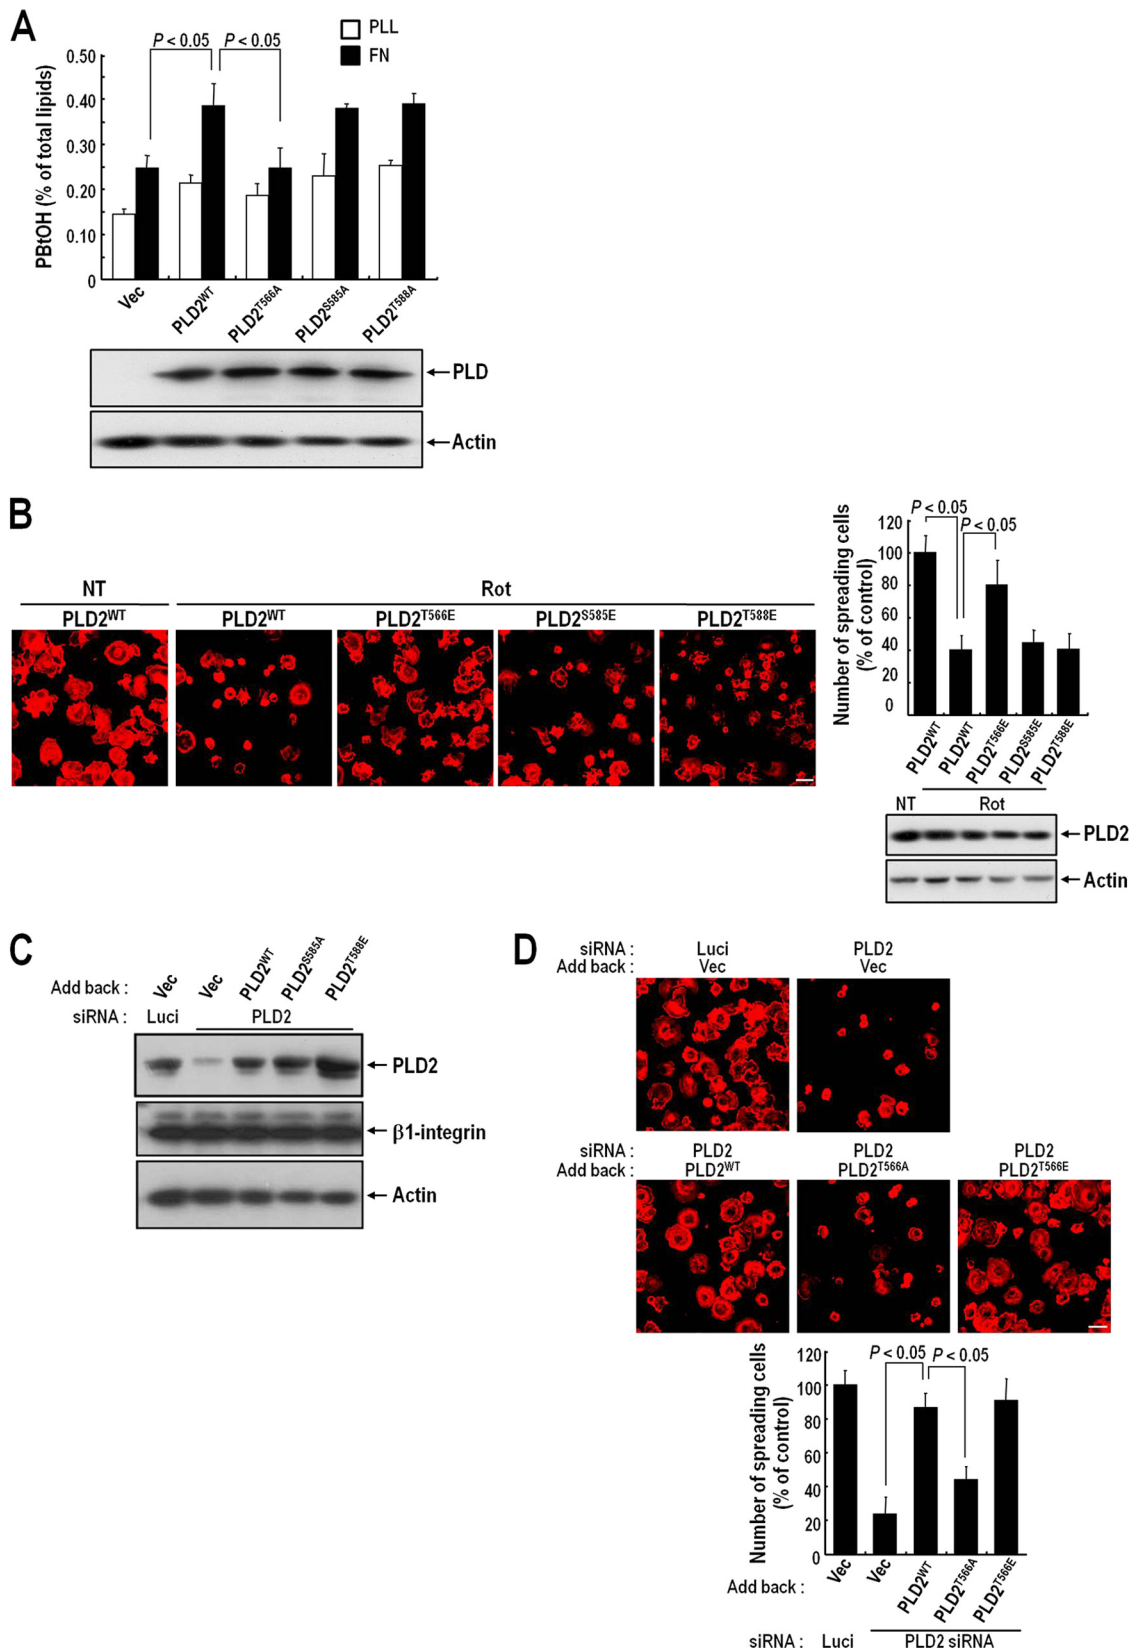 A
PLL
FN
P < 0.05 P < 0.05
PBtOH (% of total lipids)
0.50
0.40
0.30
0.20
0.10
0
Vec PLD2WT PLD2T566A PLD2S585A PLD2T588A
←PLD
←Actin
B
NT Rot
PLD2WT PLD2WT PLD2T566E PLD2S585E PLD2T588E
Number of spreading cells
(% of control)
P < 0.05
P < 0.05
120
100
80
60
40
20
0
PLD2WT PLD2WT PLD2T566E PLD2S585E PLD2T588E
NT Rot
←PLD2
←Actin
C
Add back : Vec Vec PLD2WT PLD2S585A PLD2T588E
siRNA : Luci PLD2
←PLD2
←β1-integrin
←Actin
D
siRNA : Luci PLD2
Add back : Vec Vec
siRNA : PLD2 PLD2 PLD2
Add back : PLD2WT PLD2T566A PLD2T566E
Number of spreading cells
(% of control)
P < 0.05 P < 0.05
120
100
80
60
40
20
0
Add back : Vec Vec PLD2WT PLD2T566A PLD2T566E
siRNA : Luci PLD2 siRNA